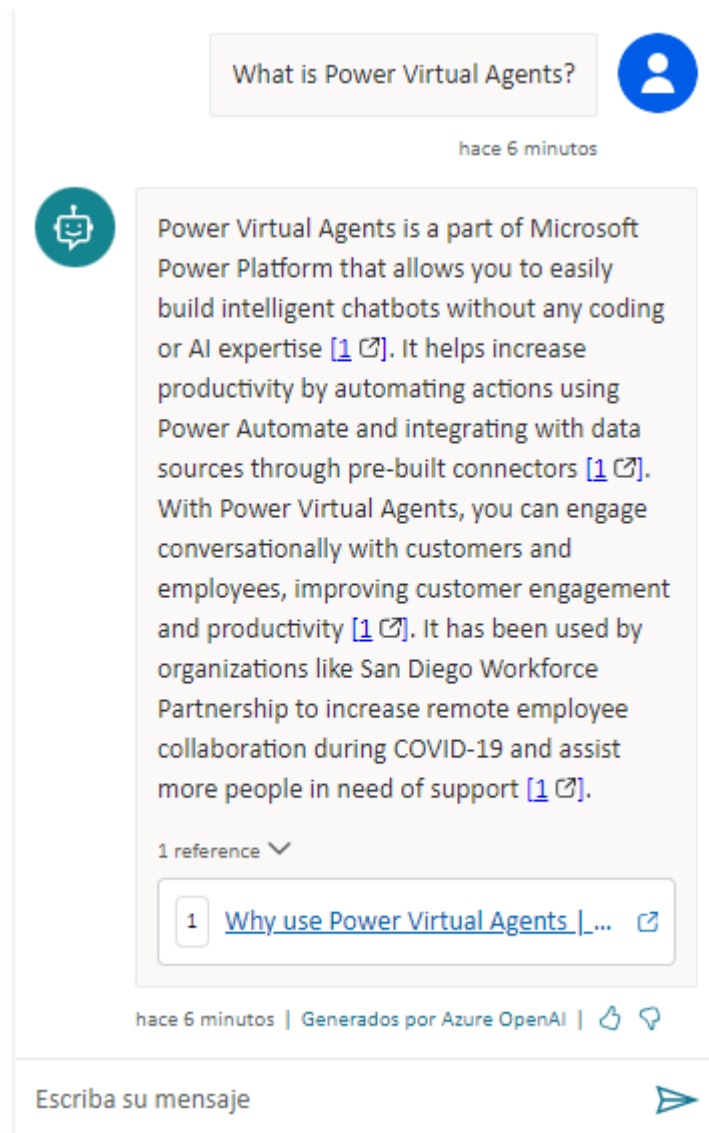 What is Power Virtual Agents?
hace 6 minutos
Power Virtual Agents is a part of Microsoft
Power Platform that allows you to easily
build intelligent chatbots without any coding
or AI expertise [1]. It helps increase
productivity by automating actions using
Power Automate and integrating with data
sources through pre-built connectors [1].
With Power Virtual Agents, you can engage
conversationally with customers and
employees, improving customer engagement
and productivity [1]. It has been used by
organizations like San Diego Workforce
Partnership to increase remote employee
collaboration during COVID-19 and assist
more people in need of support [1].
1 reference
1 Why use Power Virtual Agents | ...
hace 6 minutos | Generados por Azure OpenAI |
Escriba su mensaje